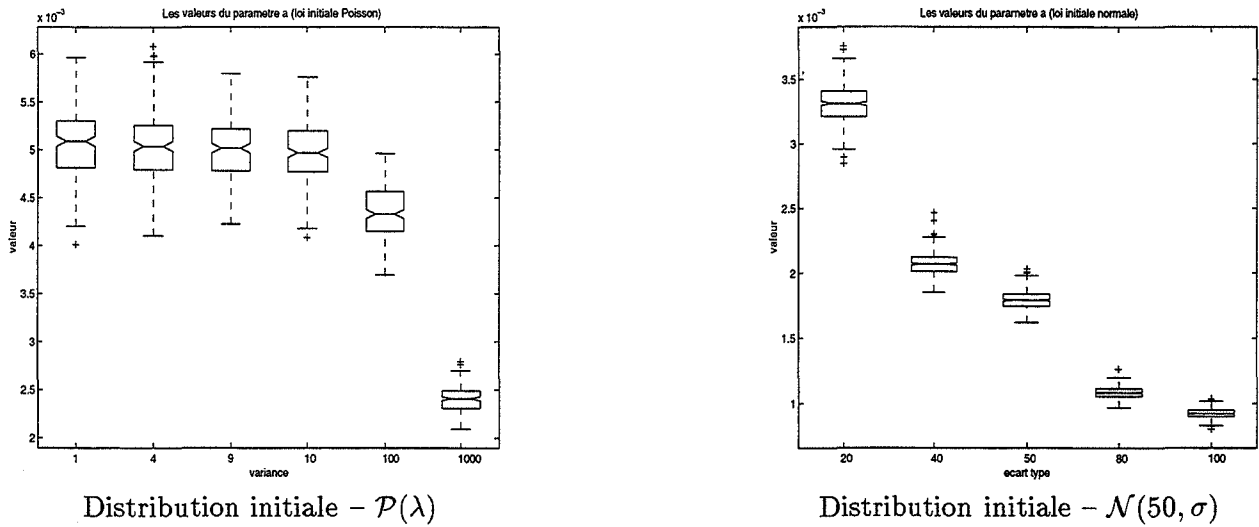 Les valeurs du parametre a (loi initiale Poisson)
x 10⁻³
6
5.5
5
4.5
4
3.5
3
2.5
2
valeur
1 4 9 10 100 1000
variance
Distribution initiale – 𝒫(λ)
Les valeurs du parametre a (loi initiale normale)
x 10⁻³
3.5
3
2.5
2
1.5
1
valeur
20 40 50 80 100
ecart type
Distribution initiale – 𝒩(50, σ)